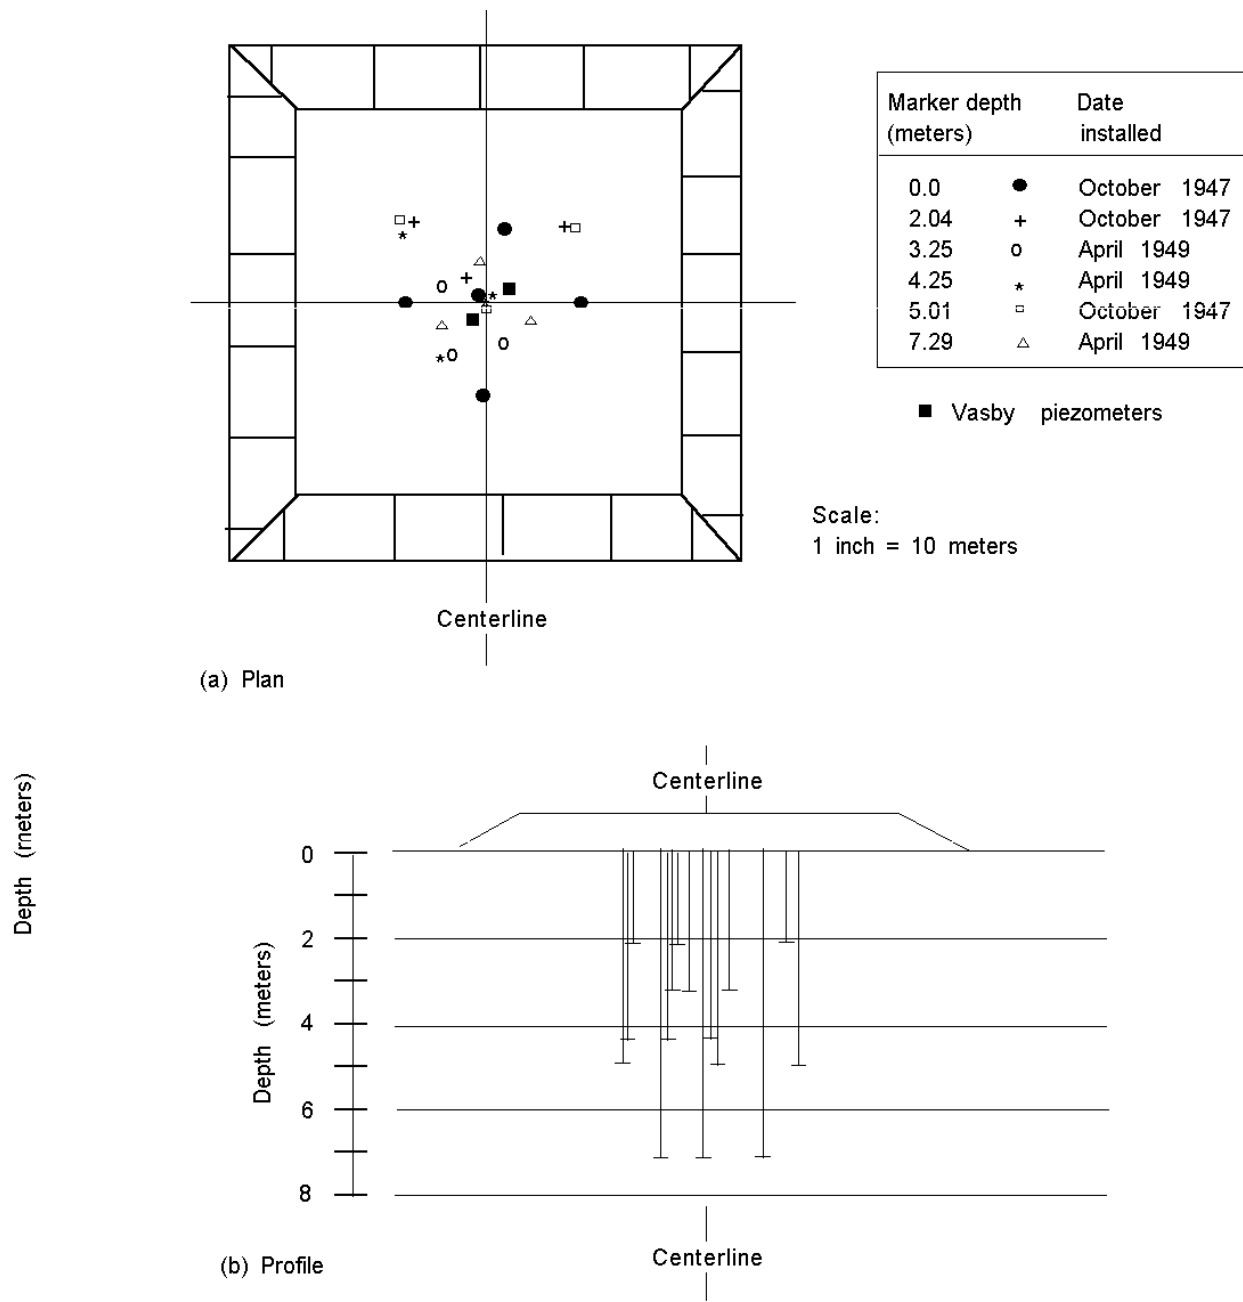 Marker depth Date
(meters) installed
0.0 ● October 1947
2.04 + October 1947
3.25 o April 1949
4.25 * April 1949
5.01 □ October 1947
7.29 △ April 1949
■ Vasby piezometers
Scale:
1 inch = 10 meters
Centerline
(a) Plan
Centerline
Depth (meters)
Depth (meters)
0
2
4
6
8
Centerline
(b) Profile